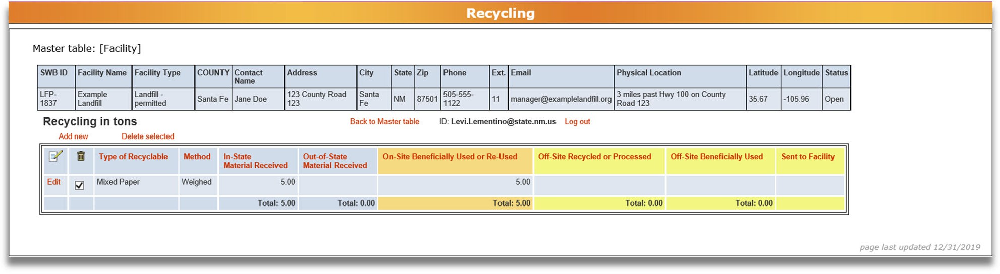 Recycling
Master table: [Facility]
SWB ID Facility Name Facility Type COUNTY Contact Name Address City State Zip Phone Ext. Email Physical Location Latitude Longitude Status
LFP-1837 Example Landfill Landfill - permitted Santa Fe Jane Doe 123 County Road 123 Santa Fe NM 87501 505-555-1122 11 manager@examplelandfill.org 3 miles past Hwy 100 on County Road 123 35.67 -105.96 Open
Recycling in tons Back to Master table ID: Levi.Lementino@state.nm.us Log out
Add new Delete selected
Type of Recyclable Method In-State Material Received Out-of-State Material Received On-Site Beneficially Used or Re-Used Off-Site Recycled or Processed Off-Site Beneficially Used Sent to Facility
Edit Mixed Paper Weighed 5.00 5.00
Total: 5.00 Total: 0.00 Total: 5.00 Total: 0.00 Total: 0.00
page last updated 12/31/2019